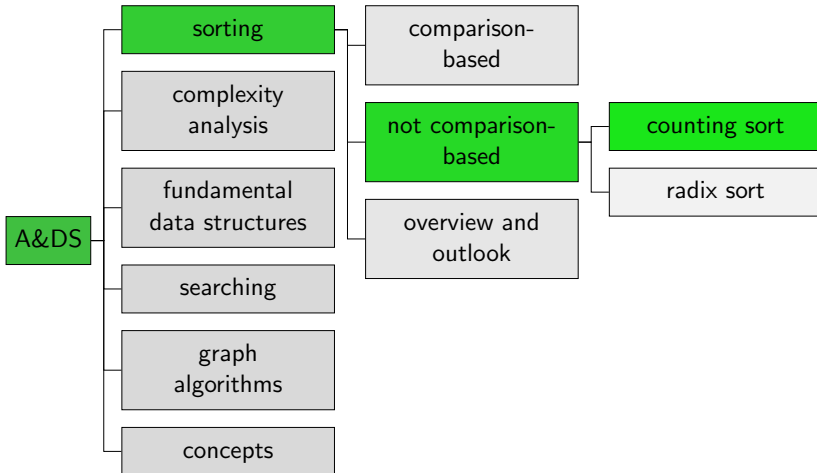 A&DS
sorting
complexity
analysis
fundamental
data structures
searching
graph
algorithms
concepts
comparison-
based
not comparison-
based
overview and
outlook
counting sort
radix sort